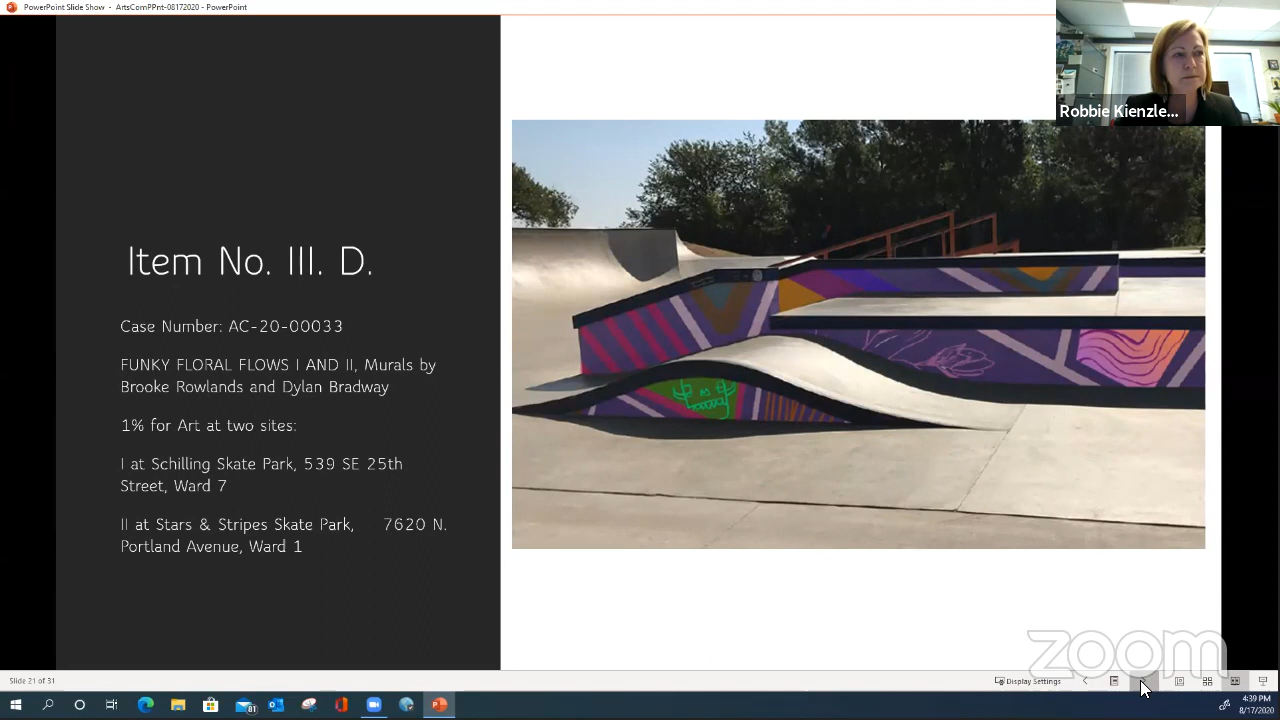 PowerPoint Slide Show - ArtsComPPnt-08172020 - PowerPoint
Robbie Kienzle...
Item No. III. D.
Case Number: AC-20-00033
FUNKY FLORAL FLOWS I AND II, Murals by
Brooke Rowlands and Dylan Bradway
1% for Art at two sites:
I at Schilling Skate Park, 539 SE 25th
Street, Ward 7
II at Stars & Stripes Skate Park, 7620 N.
Portland Avenue, Ward 1
zoom
Slide 21 of 31
Display Settings
81
4:39 PM
8/17/2020